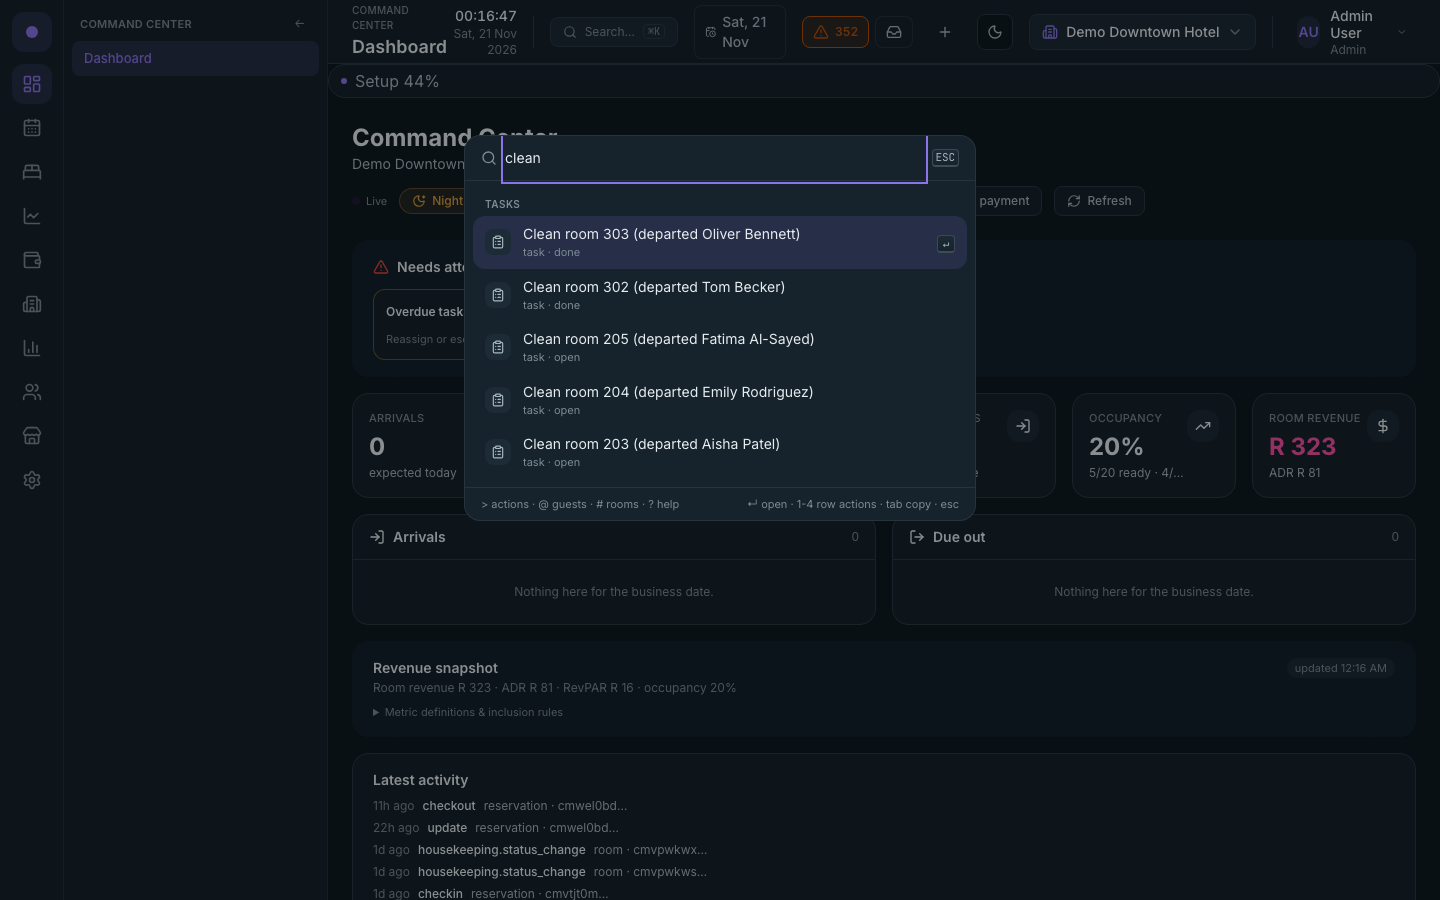 COMMAND CENTER
←
Dashboard
COMMAND CENTER
Dashboard
00:16:47
Sat, 21 Nov 2026
Search...
⌘K
Sat, 21 Nov
352
Demo Downtown Hotel
AU
Admin User
Admin
Setup 44%
Command Center
Demo Downtown
Live
Night
payment
Refresh
clean
ESC
TASKS
Clean room 303 (departed Oliver Bennett)
task · done
Clean room 302 (departed Tom Becker)
task · done
Clean room 205 (departed Fatima Al-Sayed)
task · open
Clean room 204 (departed Emily Rodriguez)
task · open
Clean room 203 (departed Aisha Patel)
task · open
> actions · @ guests · # rooms · ? help
↵ open · 1-4 row actions · tab copy · esc
Needs atte
Overdue task
Reassign or es
ARRIVALS
0
expected today
OCCUPANCY
20%
5/20 ready · 4/...
ROOM REVENUE
R 323
ADR R 81
Arrivals
0
Nothing here for the business date.
Due out
0
Nothing here for the business date.
Revenue snapshot
updated 12:16 AM
Room revenue R 323 · ADR R 81 · RevPAR R 16 · occupancy 20%
Metric definitions & inclusion rules
Latest activity
11h ago checkout reservation · cmwel0bd...
22h ago update reservation · cmwel0bd...
1d ago housekeeping.status_change room · cmvpwkwx...
1d ago housekeeping.status_change room · cmvpwkws...
1d ago checkin reservation · cmvtjt0m...